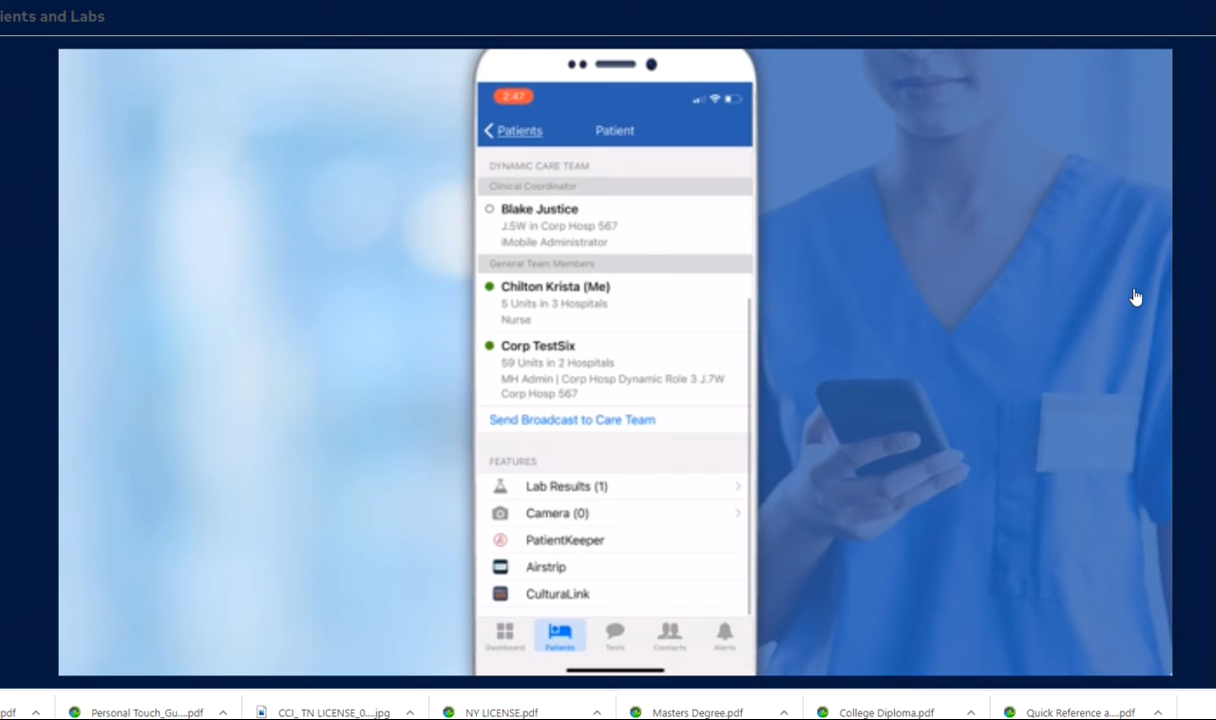 ients and Labs
2:47
Patients
Patient
DYNAMIC CARE TEAM
Clinical Coordinator
Blake Justice
J.5W in Corp Hosp 567
iMobile Administrator
General Team Members
Chilton Krista (Me)
5 Units in 3 Hospitals
Nurse
Corp TestSix
59 Units in 2 Hospitals
MH Admin | Corp Hosp Dynamic Role 3 J.7W
Corp Hosp 567
Send Broadcast to Care Team
FEATURES
Lab Results (1)
Camera (0)
PatientKeeper
Airstrip
CulturaLink
Dashboard
Patients
Texts
Contacts
Alerts
pdf
Personal Touch_Gu....pdf
CCI_ TN LICENSE_0....jpg
NY LICENSE.pdf
Masters Degree.pdf
College Diploma.pdf
Quick Reference a....pdf